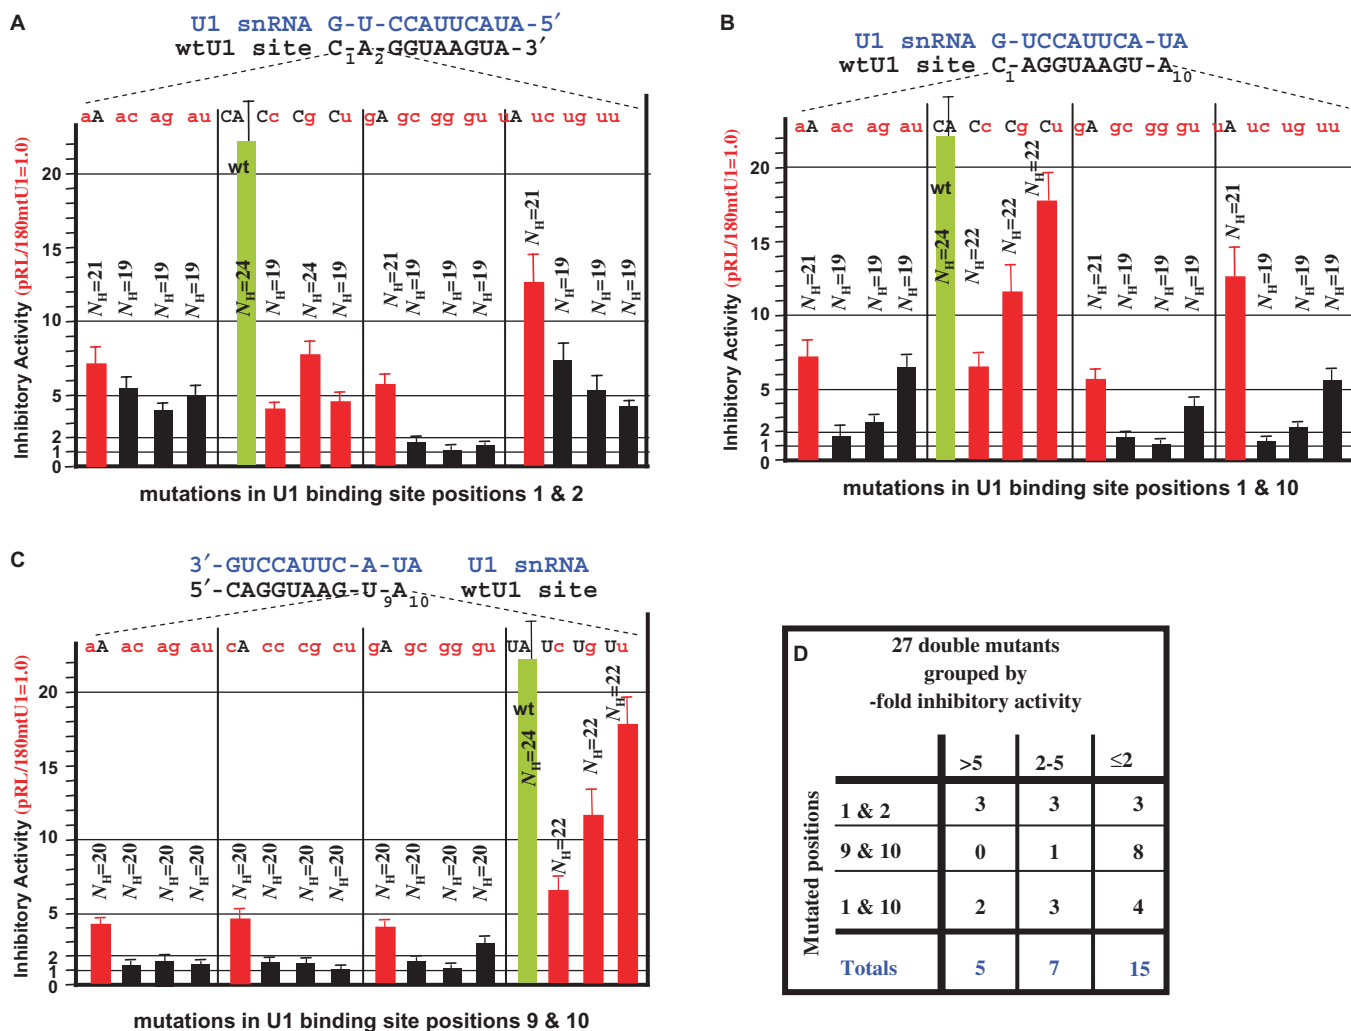 A
U1 snRNA G-U-CCAUUCAUA-5′
wtU1 site C-A-GGUAAGUA-3′
1 2
aA ac ag au CA Cc Cg Cu gA gc gg gu uA uc ug uu
Inhibitory Activity (pRL/180mtU1=1.0)
20
15
10
5
2
1
0
wt
NH=21 NH=19 NH=19 NH=19 NH=24 NH=19 NH=24 NH=19 NH=21 NH=19 NH=19 NH=19 NH=21 NH=19 NH=19 NH=19
mutations in U1 binding site positions 1 & 2
B
U1 snRNA G-UCCAUUCA-UA
wtU1 site C-AGGUAAGU-A
1 10
aA ac ag au CA Cc Cg Cu gA gc gg gu uA uc ug uu
Inhibitory Activity (pRL/180mtU1=1.0)
20
15
10
5
2
1
0
wt
NH=21 NH=19 NH=19 NH=19 NH=24 NH=22 NH=22 NH=22 NH=21 NH=19 NH=19 NH=19 NH=21 NH=19 NH=19 NH=19
mutations in U1 binding site positions 1 & 10
C
3′-GUCCAUUC-A-UA U1 snRNA
5′-CAGGUAAG-U-A wtU1 site
9 10
aA ac ag au cA cc cg cu gA gc gg gu UA Uc Ug Uu
Inhibitory Activity (pRL/180mtU1=1.0)
20
15
10
5
2
1
0
wt
NH=20 NH=20 NH=20 NH=20 NH=20 NH=20 NH=20 NH=20 NH=20 NH=20 NH=20 NH=20 NH=24 NH=22 NH=22 NH=22
mutations in U1 binding site positions 9 & 10
D
27 double mutants
grouped by
-fold inhibitory activity
>5 2-5 ≤2
Mutated positions
1 & 2 3 3 3
9 & 10 0 1 8
1 & 10 2 3 4
Totals 5 7 15